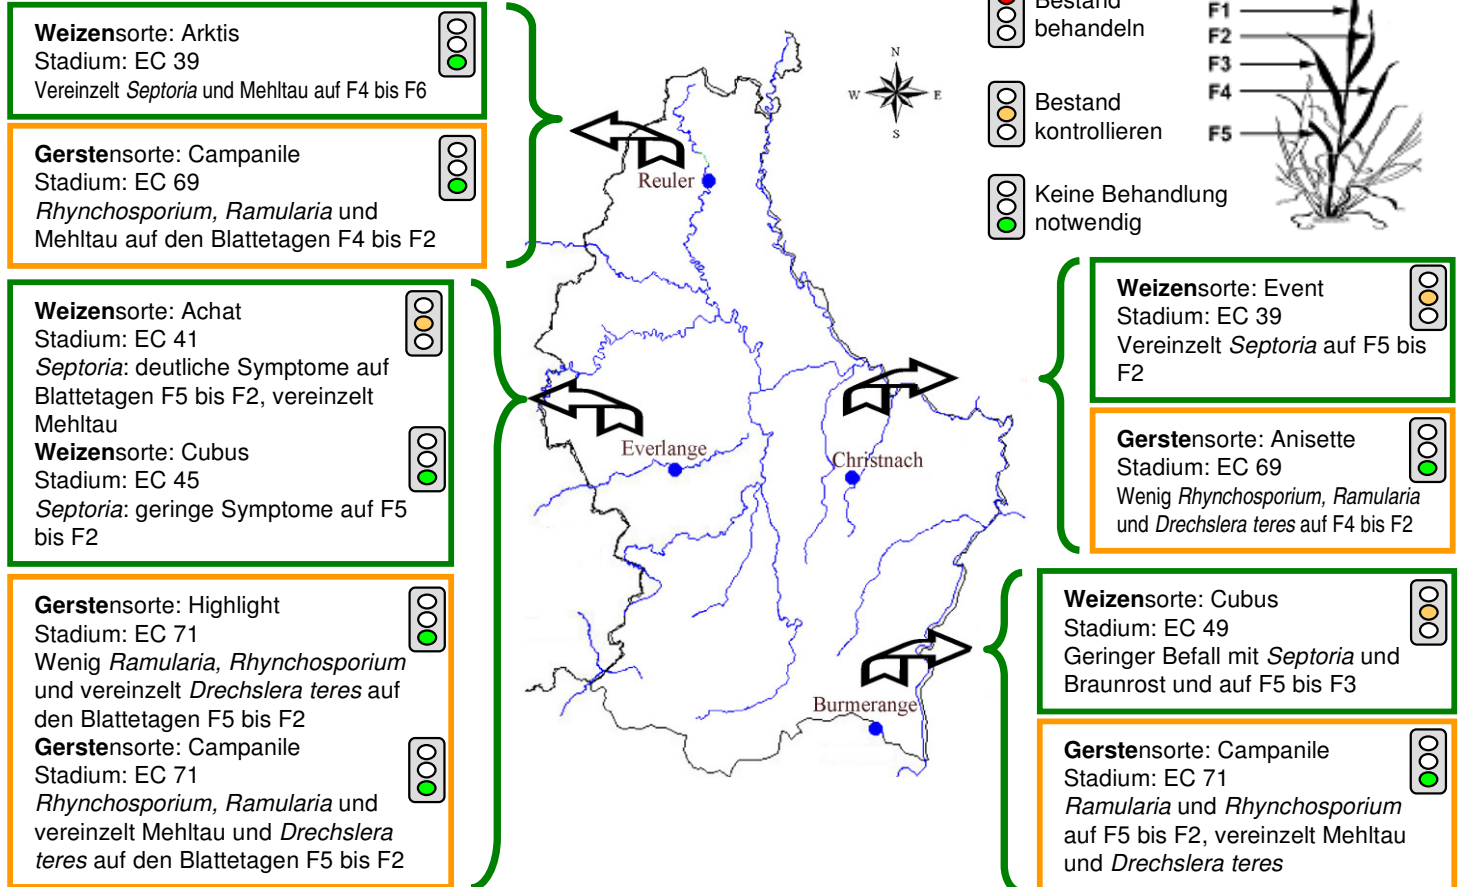 Weizensorte: Arktis
Stadium: EC 39
Vereinzelt Septoria und Mehltau auf F4 bis F6
Gerstensorte: Campanile
Stadium: EC 69
Rhynchosporium, Ramularia und
Mehltau auf den Blattetagen F4 bis F2
Weizensorte: Achat
Stadium: EC 41
Septoria: deutliche Symptome auf
Blattetagen F5 bis F2, vereinzelt
Mehltau
Weizensorte: Cubus
Stadium: EC 45
Septoria: geringe Symptome auf F5
bis F2
Gerstensorte: Highlight
Stadium: EC 71
Wenig Ramularia, Rhynchosporium
und vereinzelt Drechslera teres auf
den Blattetagen F5 bis F2
Gerstensorte: Campanile
Stadium: EC 71
Rhynchosporium, Ramularia und
vereinzelt Mehltau und Drechslera
teres auf den Blattetagen F5 bis F2
N
W
E
S
Reuler
Everlange
Christnach
Burmerange
Bestand
behandeln
Bestand
kontrollieren
Keine Behandlung
notwendig
F1
F2
F3
F4
F5
Weizensorte: Event
Stadium: EC 39
Vereinzelt Septoria auf F5 bis
F2
Gerstensorte: Anisette
Stadium: EC 69
Wenig Rhynchosporium, Ramularia
und Drechslera teres auf F4 bis F2
Weizensorte: Cubus
Stadium: EC 49
Geringer Befall mit Septoria und
Braunrost und auf F5 bis F3
Gerstensorte: Campanile
Stadium: EC 71
Ramularia und Rhynchosporium
auf F5 bis F2, vereinzelt Mehltau
und Drechslera teres